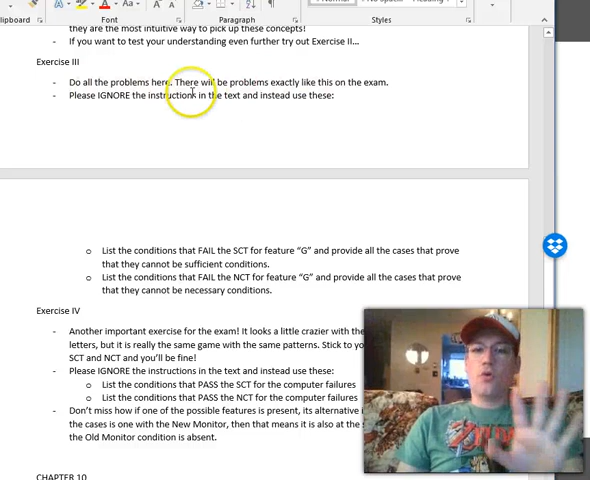 lipboard
Font
Paragraph
Styles
they are the most intuitive way to pick up these concepts!
- If you want to test your understanding even further try out Exercise II…
Exercise III
- Do all the problems here. There will be problems exactly like this on the exam.
- Please IGNORE the instructions in the text and instead use these:
o List the conditions that FAIL the SCT for feature “G” and provide all the cases that prove
that they cannot be sufficient conditions.
o List the conditions that FAIL the NCT for feature “G” and provide all the cases that prove
that they cannot be necessary conditions.
Exercise IV
- Another important exercise for the exam! It looks a little crazier with the
letters, but it is really the same game with the same patterns. Stick to yo
SCT and NCT and you’ll be fine!
- Please IGNORE the instructions in the text and instead use these:
o List the conditions that PASS the SCT for the computer failures
o List the conditions that PASS the NCT for the computer failures
- Don’t miss how if one of the possible features is present, its alternative i
the cases is one with the New Monitor, then that means it is also at the s
the Old Monitor condition is absent.
CHAPTER 10